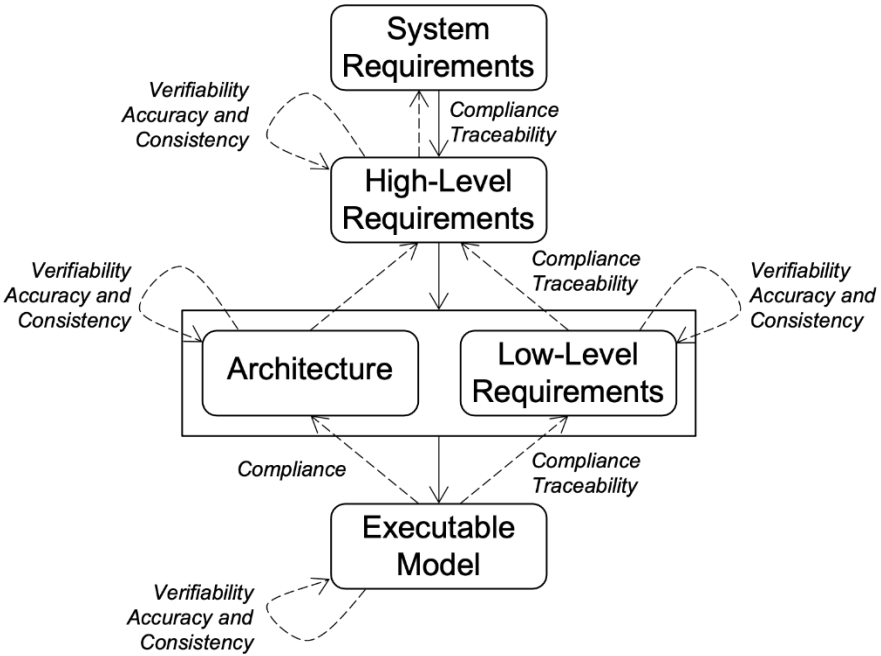 System
Requirements
Verifiability
Accuracy and
Consistency
Compliance
Traceability
High-Level
Requirements
Verifiability
Accuracy and
Consistency
Compliance
Traceability
Verifiability
Accuracy and
Consistency
Architecture
Low-Level
Requirements
Compliance
Compliance
Traceability
Executable
Model
Verifiability
Accuracy and
Consistency